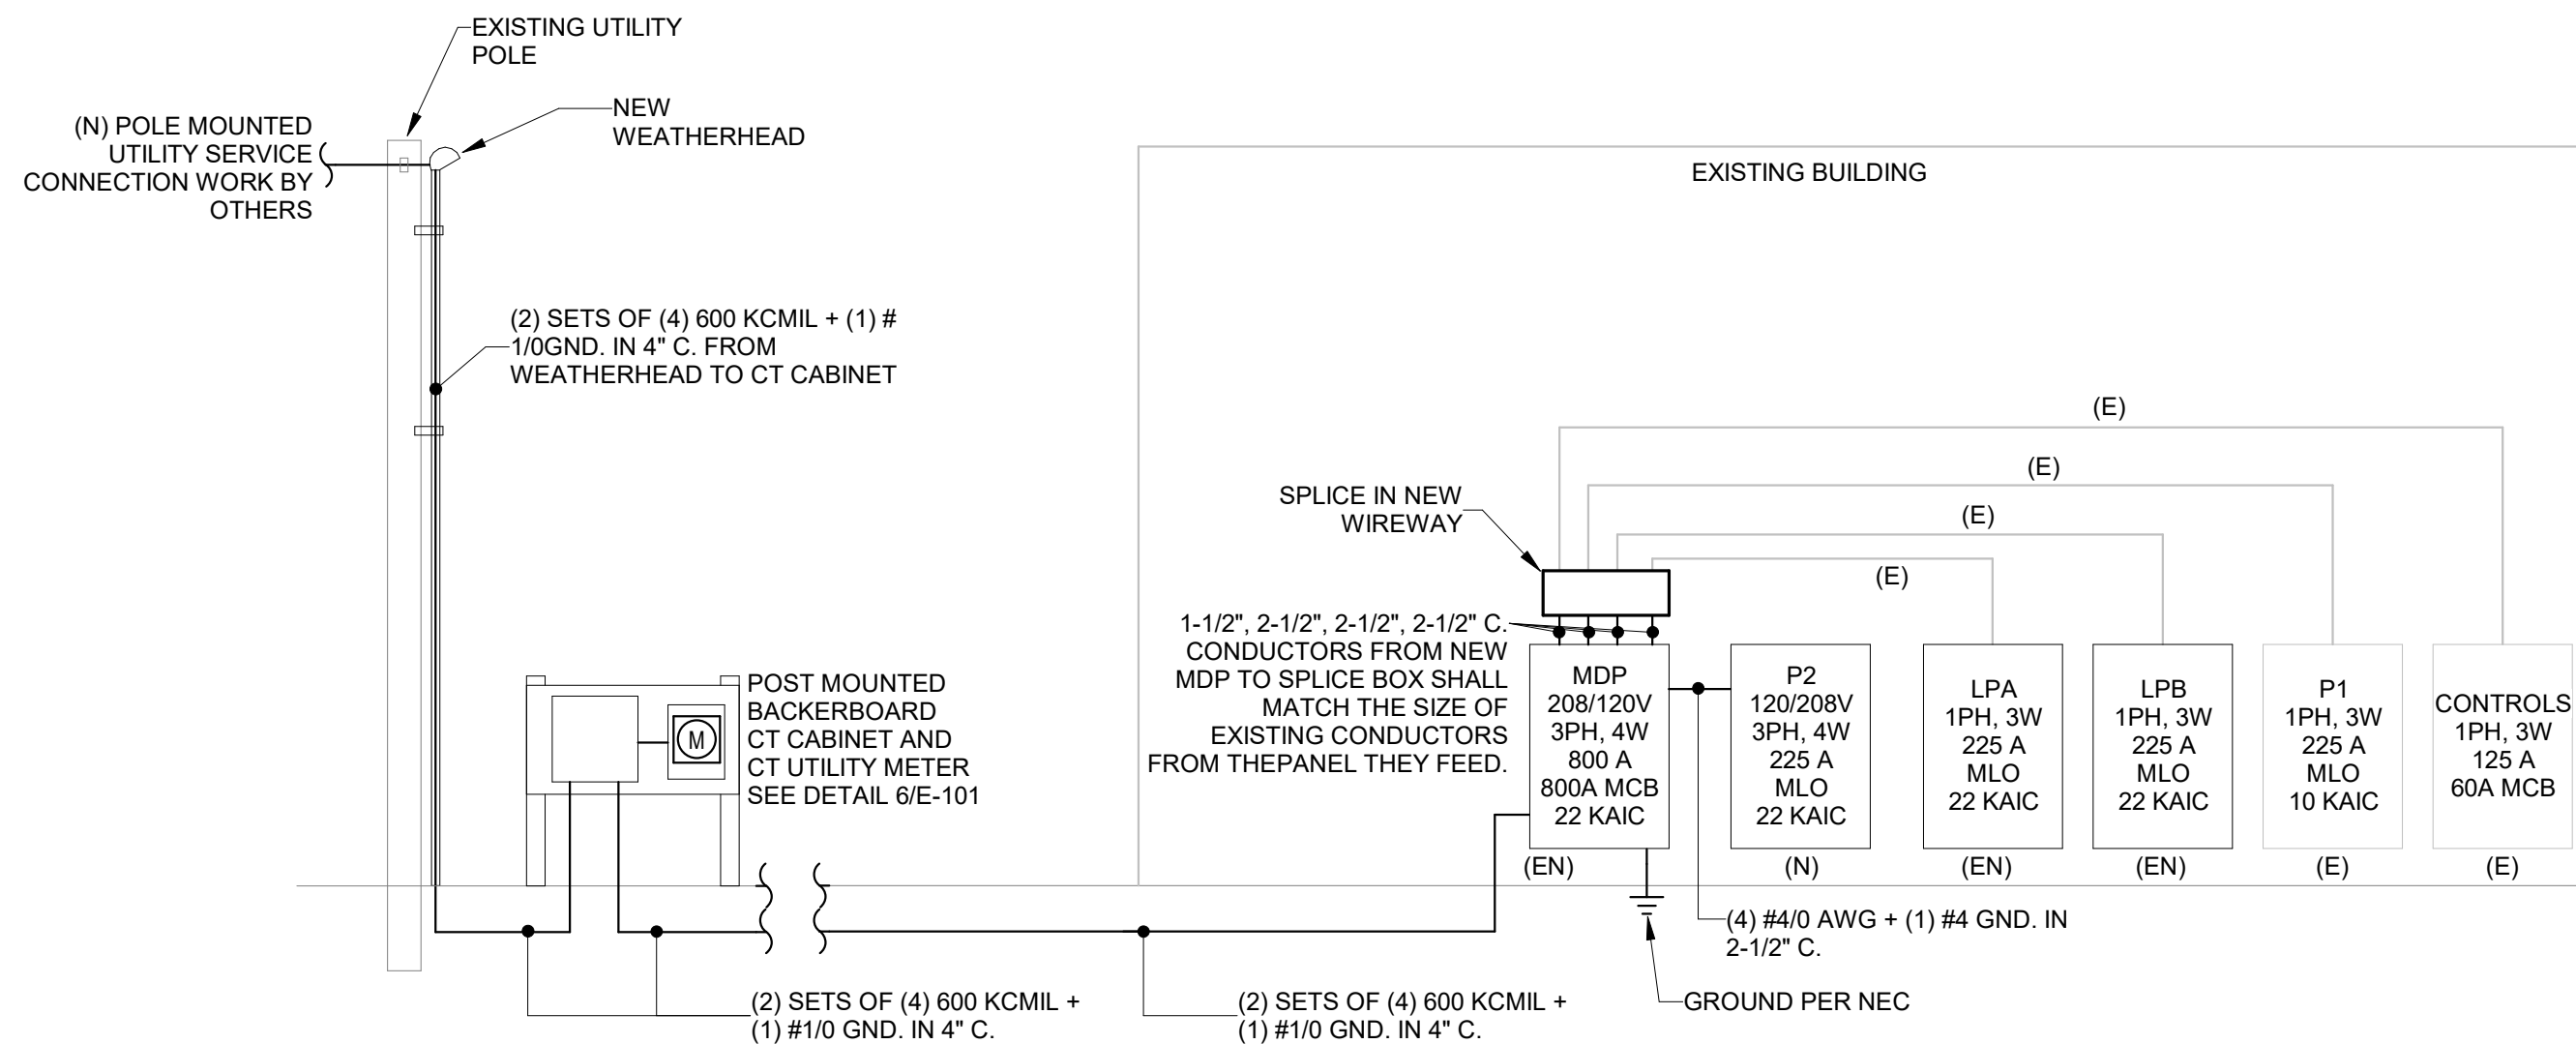 EXISTING UTILITY
POLE
NEW
WEATHERHEAD
(N) POLE MOUNTED
UTILITY SERVICE
CONNECTION WORK BY
OTHERS
EXISTING BUILDING
(2) SETS OF (4) 600 KCMIL + (1) #
1/0GND. IN 4" C. FROM
WEATHERHEAD TO CT CABINET
(E)
(E)
(E)
(E)
SPLICE IN NEW
WIREWAY
1-1/2", 2-1/2", 2-1/2", 2-1/2" C.
CONDUCTORS FROM NEW
MDP TO SPLICE BOX SHALL
MATCH THE SIZE OF
EXISTING CONDUCTORS
FROM THEPANEL THEY FEED.
POST MOUNTED
BACKERBOARD
CT CABINET AND
CT UTILITY METER
SEE DETAIL 6/E-101
M
MDP
208/120V
3PH, 4W
800 A
800A MCB
22 KAIC
(EN)
P2
120/208V
3PH, 4W
225 A
MLO
22 KAIC
(N)
LPA
1PH, 3W
225 A
MLO
22 KAIC
(EN)
LPB
1PH, 3W
225 A
MLO
22 KAIC
(EN)
P1
1PH, 3W
225 A
MLO
10 KAIC
(E)
CONTROLS
1PH, 3W
125 A
60A MCB
(E)
(4) #4/0 AWG + (1) #4 GND. IN
2-1/2" C.
(2) SETS OF (4) 600 KCMIL +
(1) #1/0 GND. IN 4" C.
(2) SETS OF (4) 600 KCMIL +
(1) #1/0 GND. IN 4" C.
GROUND PER NEC